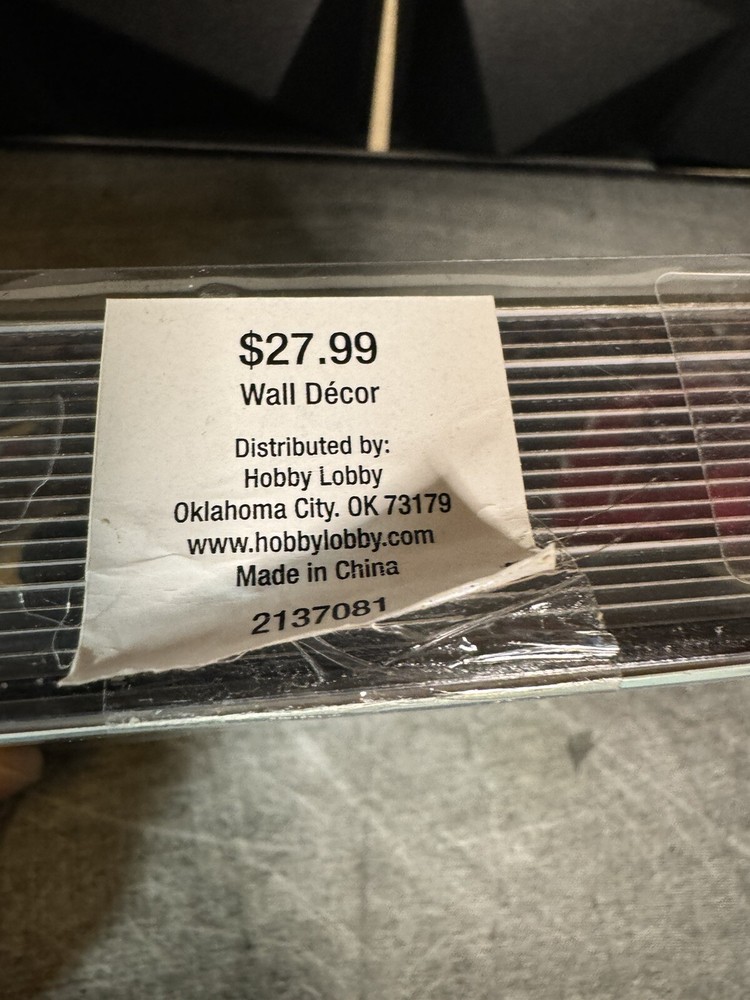 $27.99
Wall Décor
Distributed by:
Hobby Lobby
Oklahoma City. OK 73179
www.hobbylobby.com
Made in China
2137081